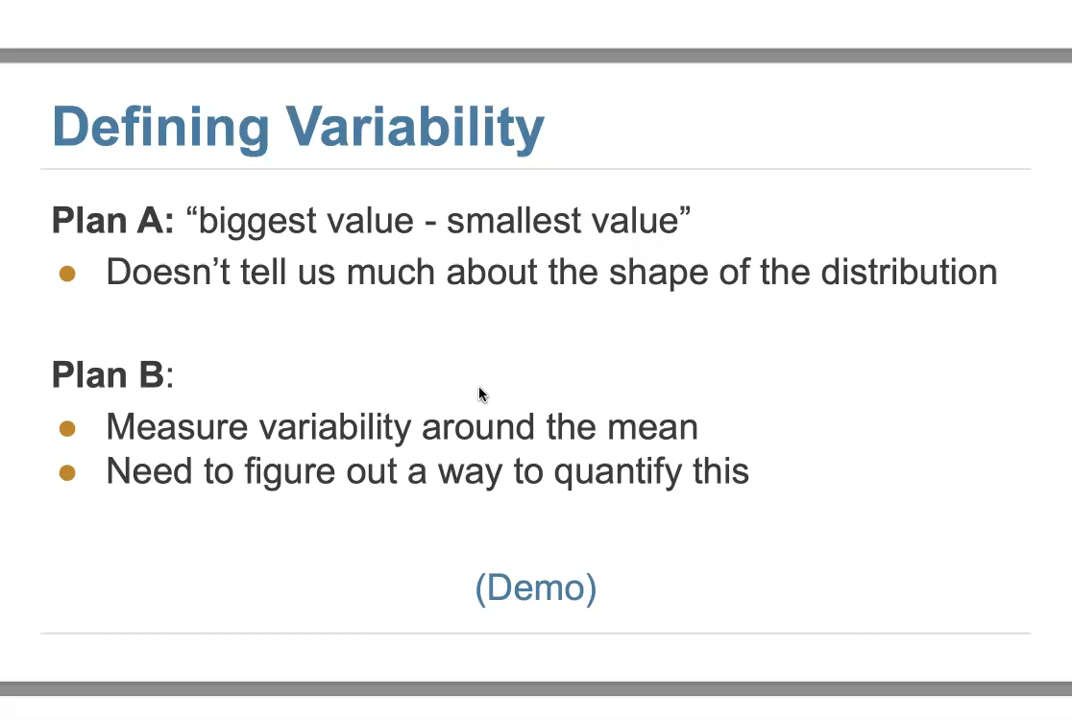 Defining Variability
Plan A: “biggest value - smallest value”
● Doesn’t tell us much about the shape of the distribution
Plan B:
● Measure variability around the mean
● Need to figure out a way to quantify this
(Demo)